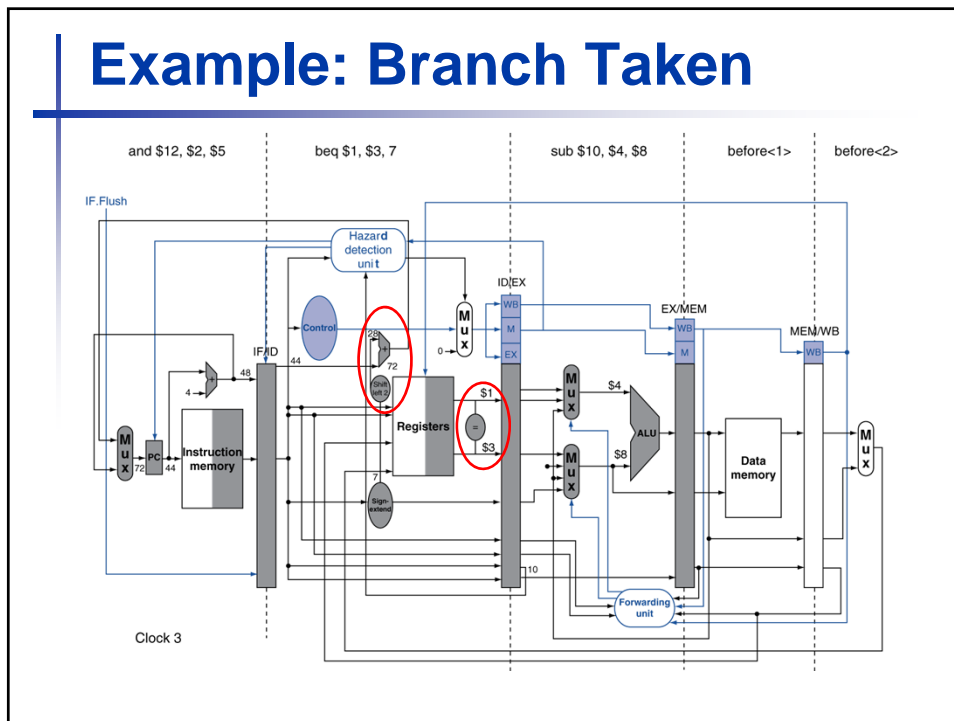 Example: Branch Taken
and $12, $2, $5
beq $1, $3, 7
sub $10, $4, $8
before<1>
before<2>
IF.Flush
Hazard
detection
unit
ID/EX
WB
M
EX
EX/MEM
WB
M
MEM/WB
WB
Control
Mux
0
IF/ID
44
28
+
72
Shift
left 2
48
+
4
Mux
72
PC
44
Instruction
memory
Registers
$1
=
$3
7
Sign-
extend
Mux
$4
Mux
$8
ALU
Data
memory
Mux
10
Forwarding
unit
Clock 3